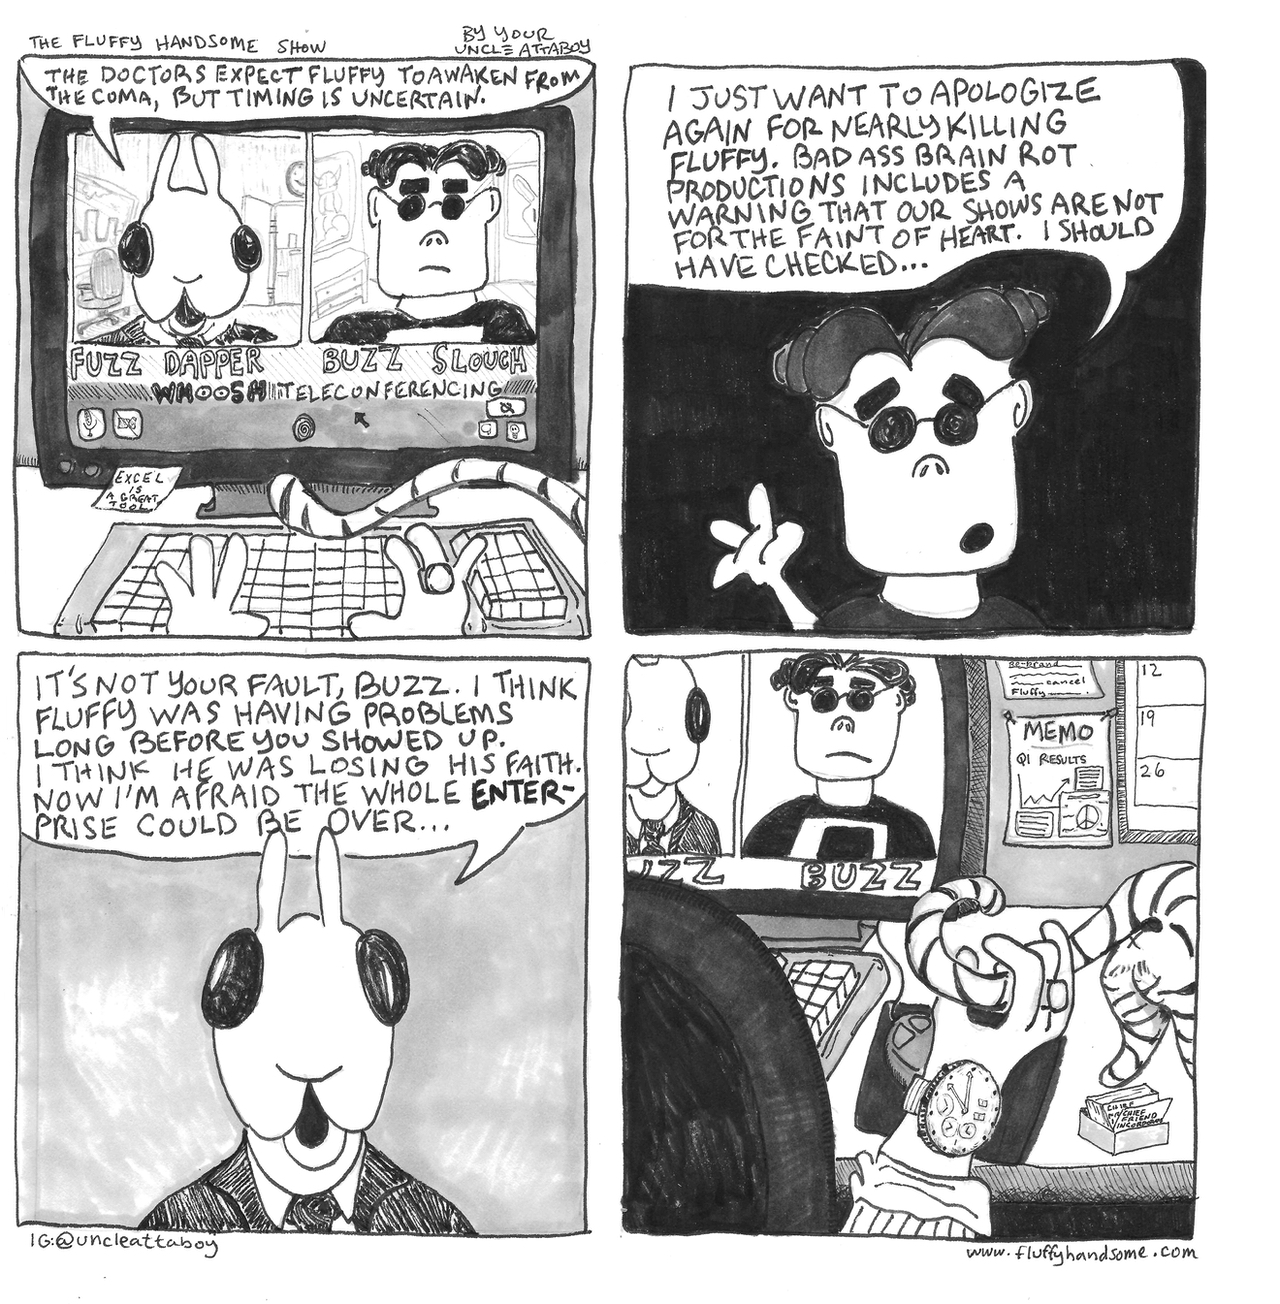 THE FLUFFY HANDSOME SHOW
BY YOUR
UNCLE ATTABOY
THE DOCTORS EXPECT FLUFFY TO AWAKEN FROM
THE COMA, BUT TIMING IS UNCERTAIN.
FUZZ DAPPER
BUZZ SLOUCH
WHOOSH TELECONFERENCING
EXCEL
IS
A GREAT
TOOL.
I JUST WANT TO APOLOGIZE
AGAIN FOR NEARLY KILLING
FLUFFY. BAD ASS BRAIN ROT
PRODUCTIONS INCLUDES A
WARNING THAT OUR SHOWS ARE NOT
FOR THE FAINT OF HEART. I SHOULD
HAVE CHECKED...
IT'S NOT YOUR FAULT, BUZZ. I THINK
FLUFFY WAS HAVING PROBLEMS
LONG BEFORE YOU SHOWED UP.
I THINK HE WAS LOSING HIS FAITH.
NOW I'M AFRAID THE WHOLE ENTER-
PRISE COULD BE OVER...
Re-brand
cancel
Fluffy
12
19
26
MEMO
Q1 RESULTS
UZZ
BUZZ
FRIEND
IG:@uncleattaboy
www.fluffyhandsome.com